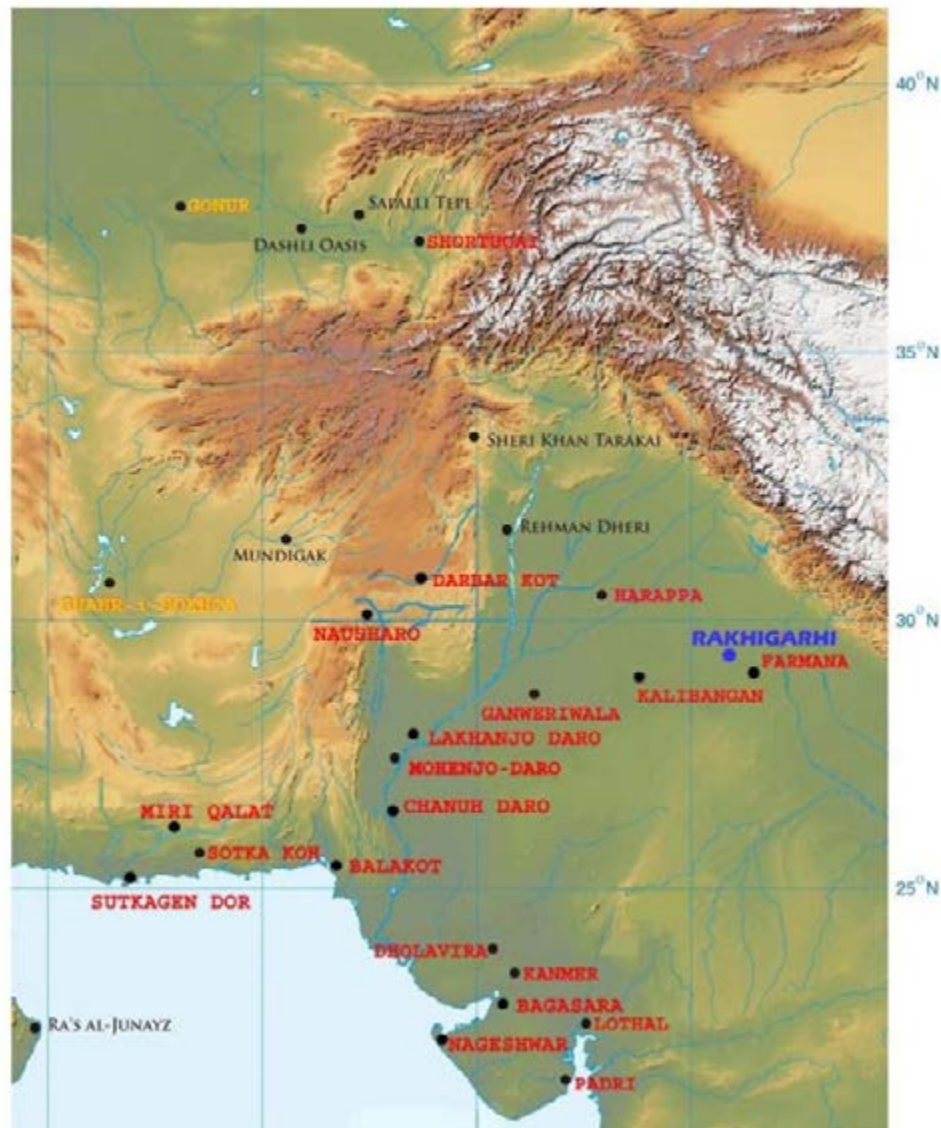 40°N
GONUR
SAPALLI TEPE
DASHLI OASIS
SHORTUGAI
35°N
SHERI KHAN TARAKAI
REHMAN DHERI
MUNDIGAK
DARBAR KOT
SHAHR-I-SOKHTA
HARAPPA
30°N
NAUSHARO
RAKHIGARHI
FARMANA
KALIBANGAN
GANWERIWALA
LAKHANJO DARO
MOHENJO-DARO
CHANUH DARO
MIRI QALAT
SOTKA KOH
BALAKOT
25°N
SUTKAGEN DOR
DHOLAVIRA
KANMER
BAGASARA
LOTHAL
RA'S AL-JUNAYZ
NAGESHWAR
PADRI